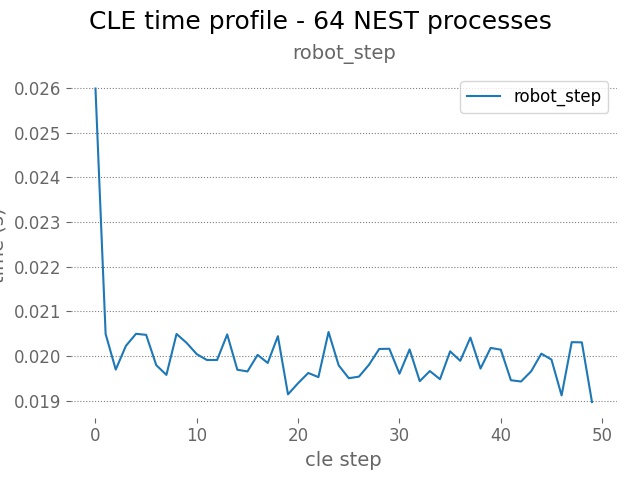 CLE time profile - 64 NEST processes
robot_step
robot_step
0.026
0.025
0.024
0.023
0.022
0.021
0.020
0.019
time (s)
0 10 20 30 40 50
cle step